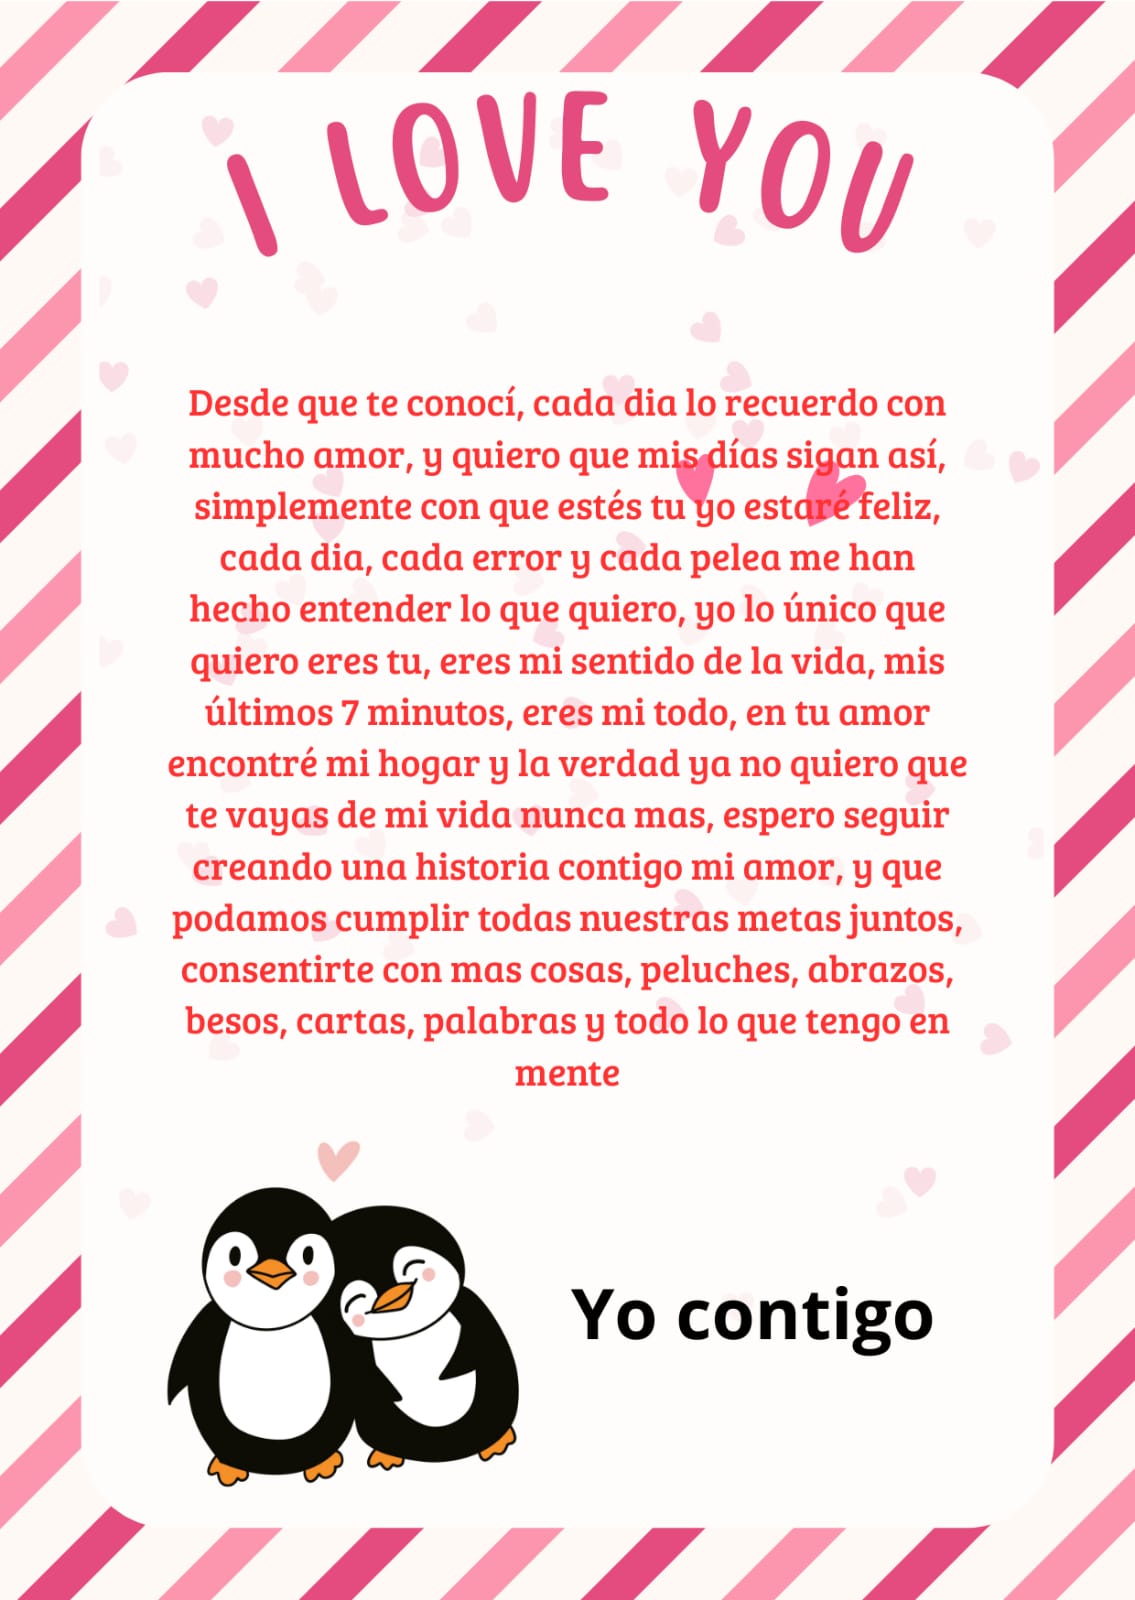 I LOVE YOU
Desde que te conocí, cada dia lo recuerdo con
mucho amor, y quiero que mis días sigan así,
simplemente con que estés tu yo estaré feliz,
cada dia, cada error y cada pelea me han
hecho entender lo que quiero, yo lo único que
quiero eres tu, eres mi sentido de la vida, mis
últimos 7 minutos, eres mi todo, en tu amor
encontré mi hogar y la verdad ya no quiero que
te vayas de mi vida nunca mas, espero seguir
creando una historia contigo mi amor, y que
podamos cumplir todas nuestras metas juntos,
consentirte con mas cosas, peluches, abrazos,
besos, cartas, palabras y todo lo que tengo en
mente
Yo contigo